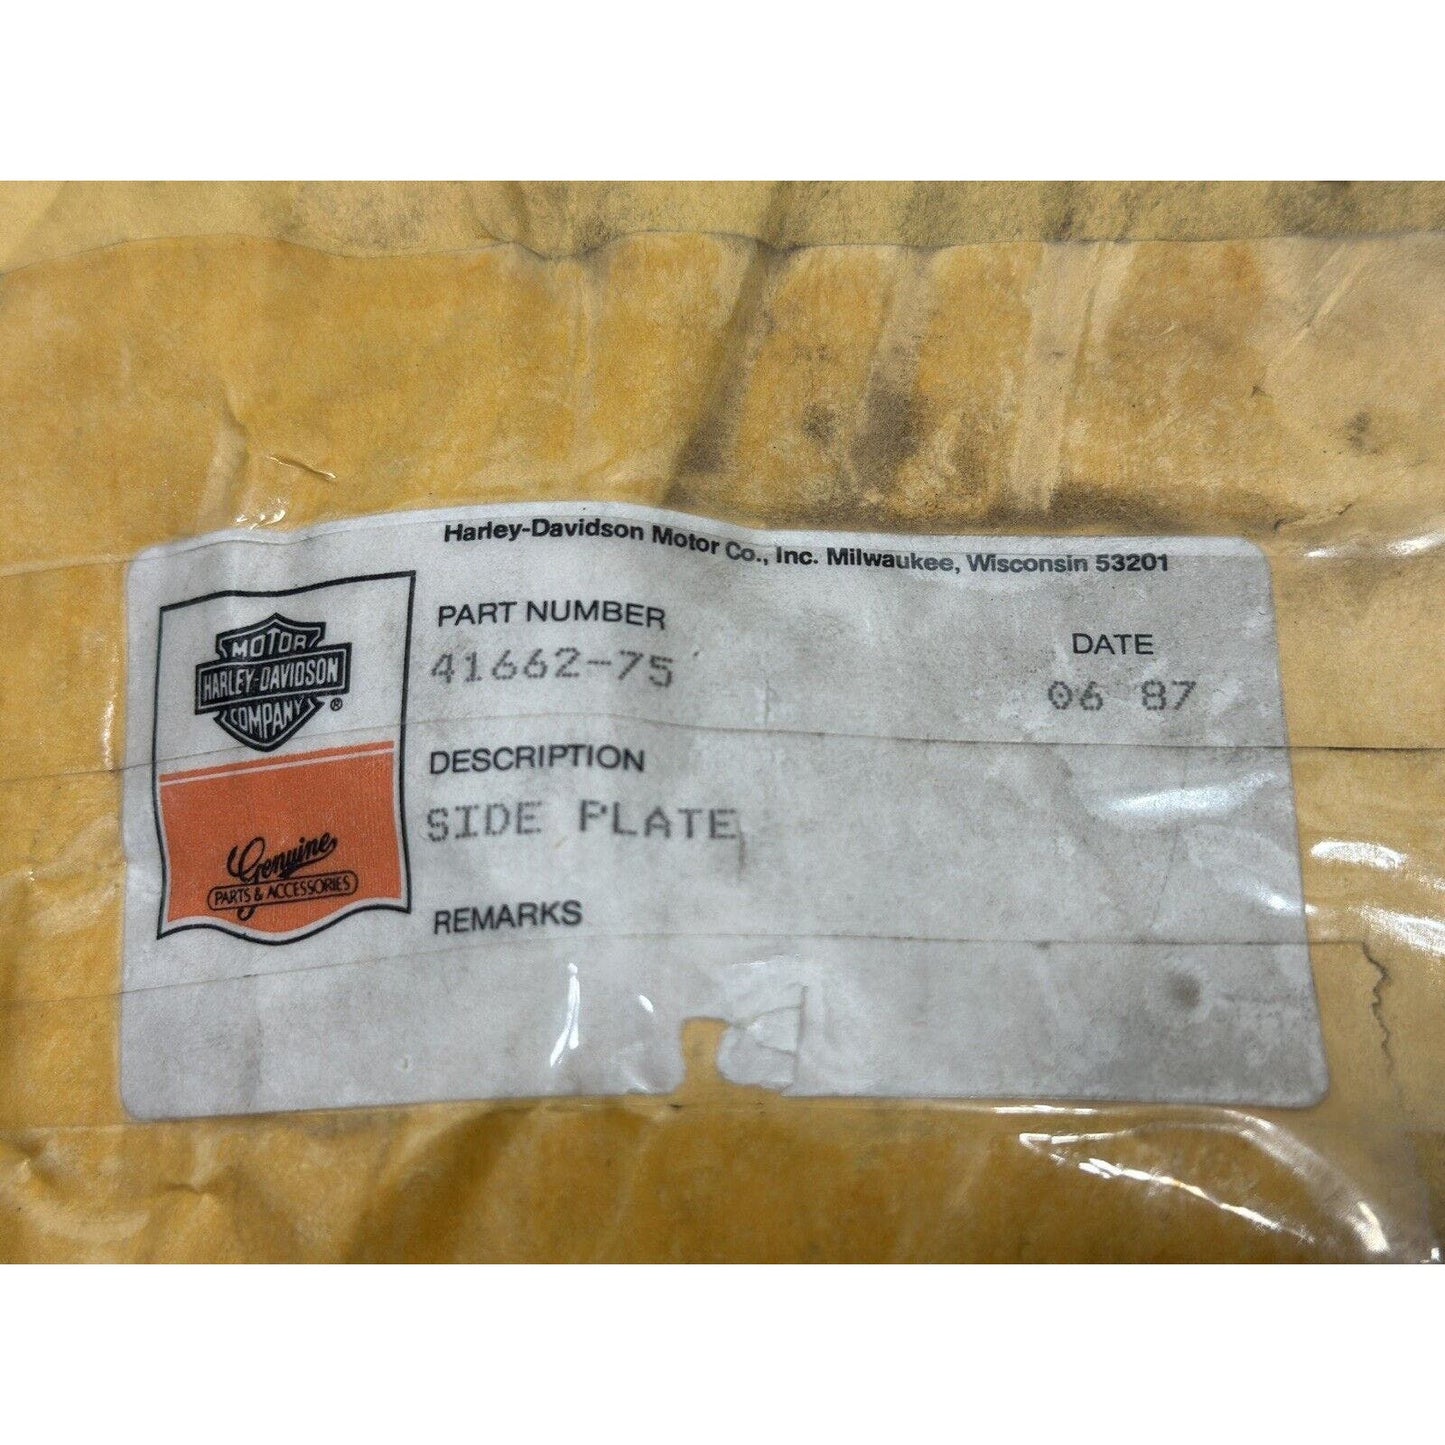 Harley-Davidson Motor Co., Inc. Milwaukee, Wisconsin 53201
MOTOR
HARLEY-DAVIDSON
COMPANY
®
Genuine
PARTS & ACCESSORIES
PART NUMBER
41662-75
DATE
06 87
DESCRIPTION
SIDE PLATE
REMARKS